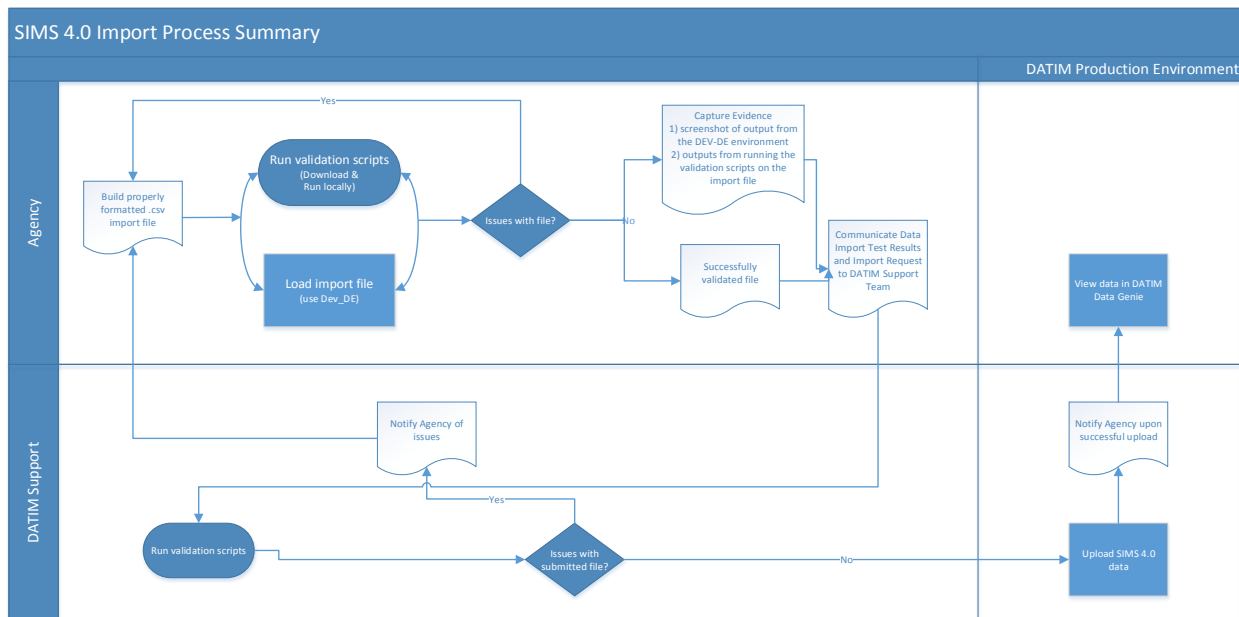 SIMS 4.0 Import Process Summary
DATIM Production Environment
Agency
Yes
Build properly
formatted .csv
import file
Run validation scripts
(Download &
Run locally)
Load import file
(use Dev_DE)
Issues with file?
No
Capture Evidence
1) screenshot of output from
the DEV-DE environment
2) outputs from running the
validation scripts on the
import file
Successfully
validated file
Communicate Data
Import Test Results
and Import Request
to DATIM Support
Team
View data in DATIM
Data Genie
DATIM Support
Notify Agency of
issues
Yes
Run validation scripts
Issues with
submitted file?
No
Notify Agency upon
successful upload
Upload SIMS 4.0
data